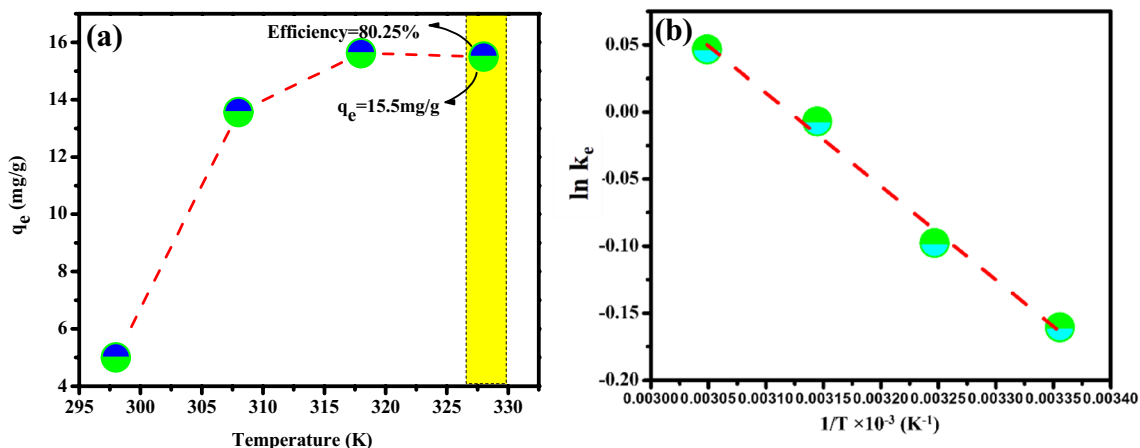 (a)
Efficiency=80.25%
qe=15.5mg/g
16
14
12
10
8
6
4
qe (mg/g)
295 300 305 310 315 320 325 330
Temperature (K)
(b)
0.05
0.00
-0.05
-0.10
-0.15
-0.20
ln ke
0.00300 0.00305 0.00310 0.00315 0.00320 0.00325 0.00330 0.00335 0.00340
1/T ×10-3 (K-1)